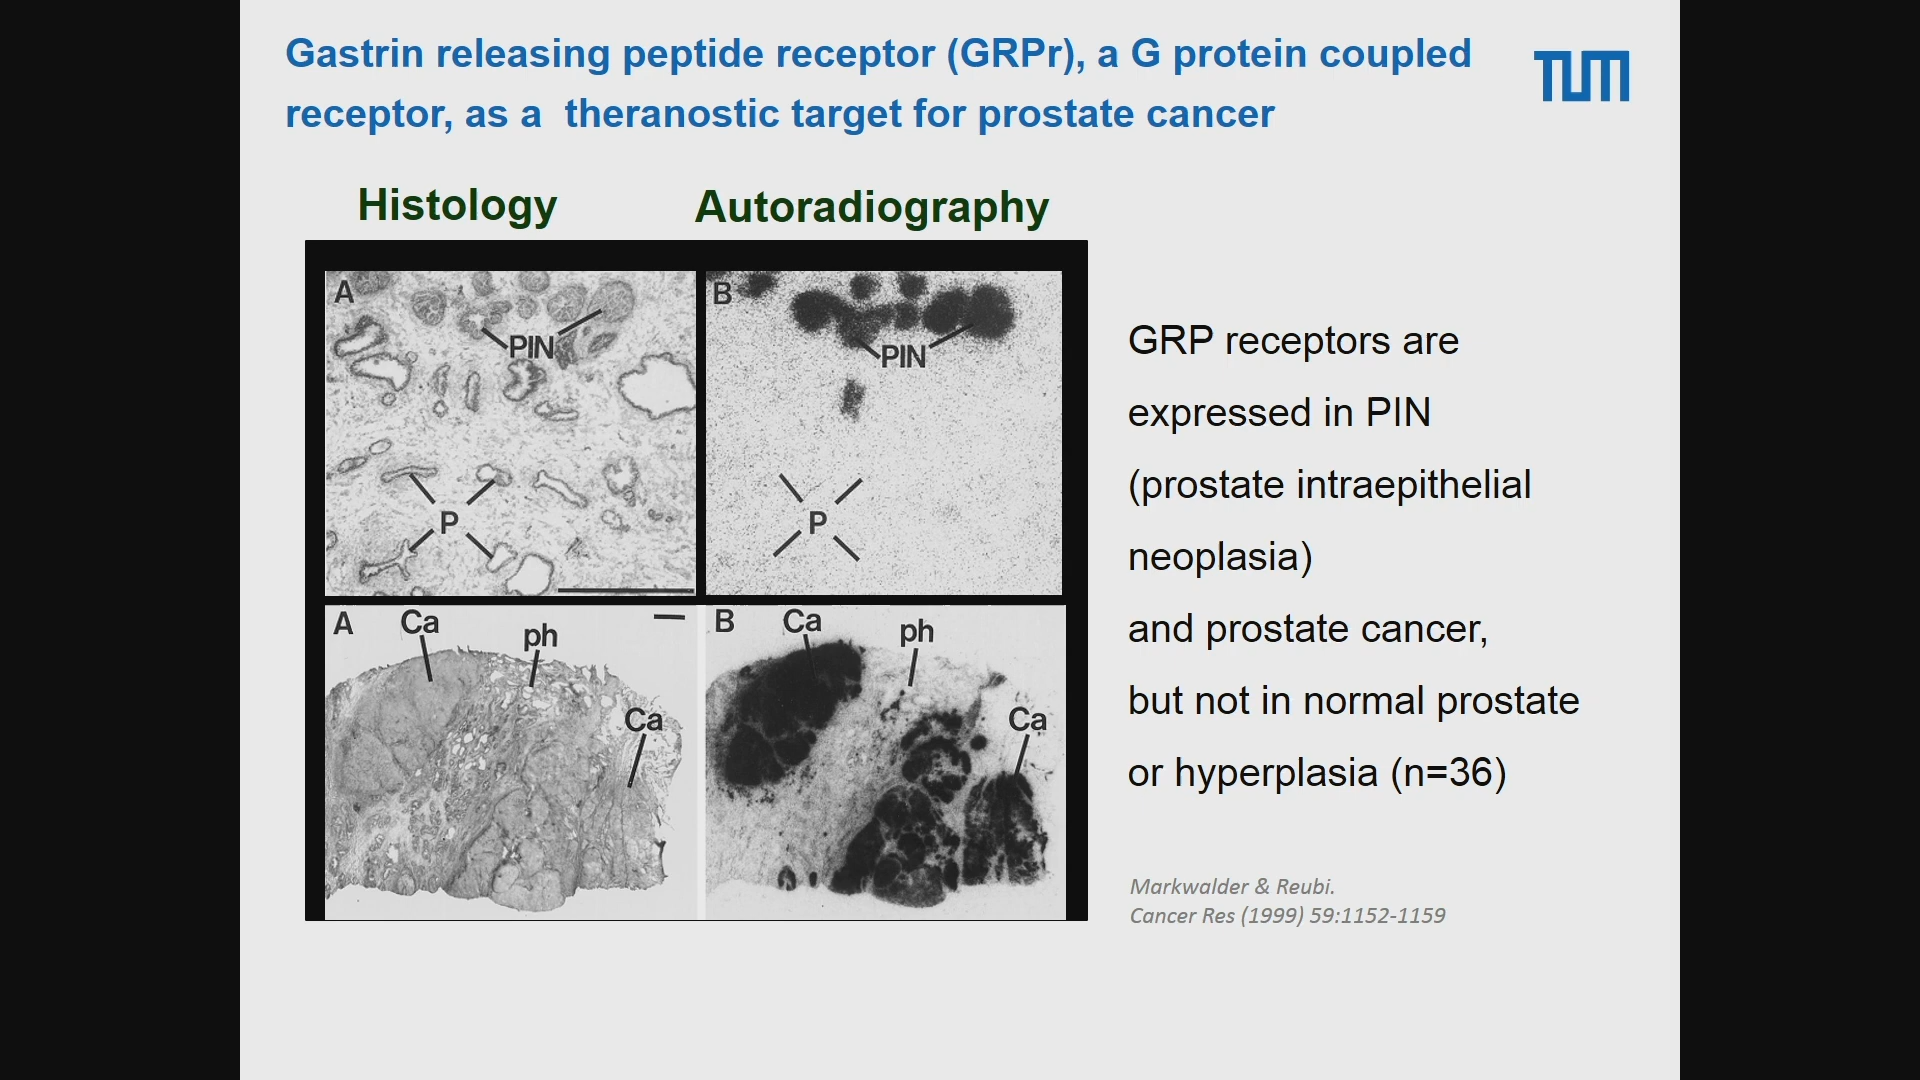 Gastrin releasing peptide receptor (GRPr), a G protein coupled
receptor, as a theranostic target for prostate cancer
TUM
Histology
Autoradiography
A
PIN
P
B
PIN
P
A
Ca
ph
Ca
B
Ca
ph
Ca
GRP receptors are
expressed in PIN
(prostate intraepithelial
neoplasia)
and prostate cancer,
but not in normal prostate
or hyperplasia (n=36)
Markwalder & Reubi.
Cancer Res (1999) 59:1152-1159